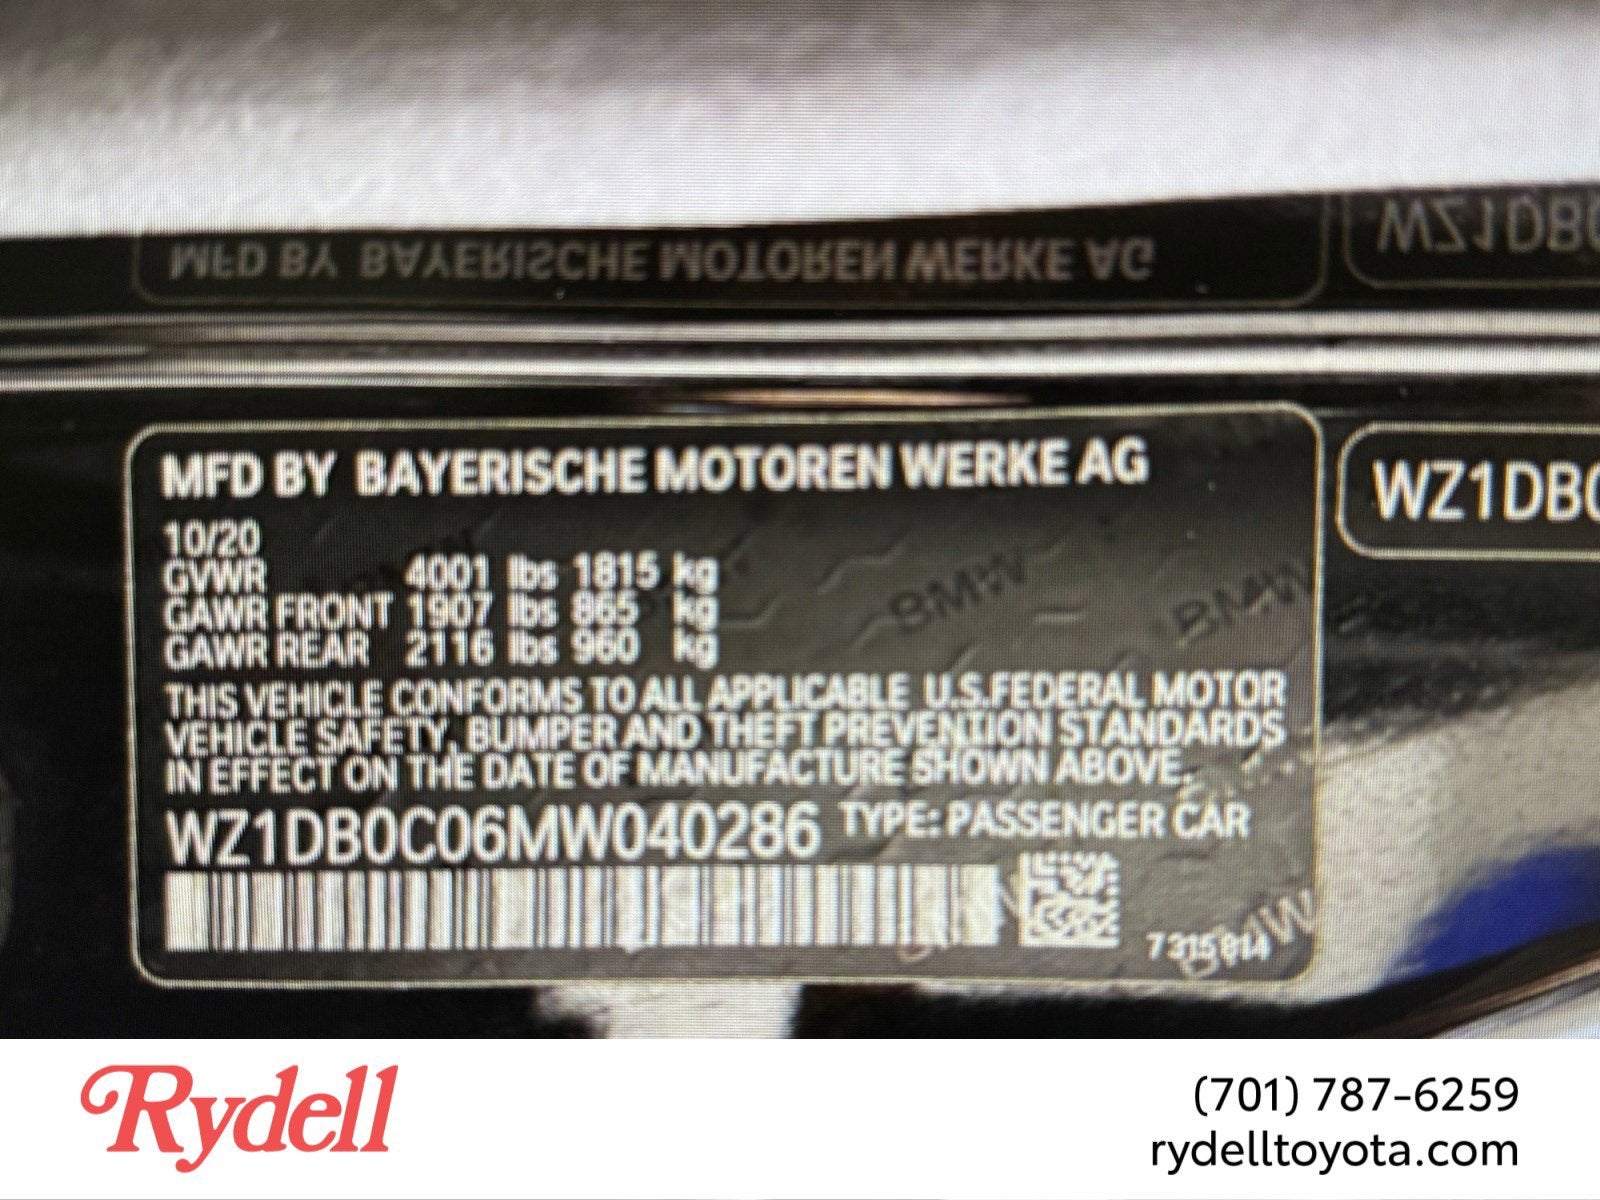 MFD BY BAYERISCHE MOTOREN WERKE AG
WZ1DB0
MFD BY BAYERISCHE MOTOREN WERKE AG
WZ1DB0
10/20
GVWR 4001 lbs 1815 kg
GAWR FRONT 1907 lbs 865 kg
GAWR REAR 2116 lbs 960 kg
THIS VEHICLE CONFORMS TO ALL APPLICABLE U.S.FEDERAL MOTOR
VEHICLE SAFETY, BUMPER AND THEFT PREVENTION STANDARDS
IN EFFECT ON THE DATE OF MANUFACTURE SHOWN ABOVE.
WZ1DB0C06MW040286 TYPE: PASSENGER CAR
BMW
BMW
BMW
Rydell
(701) 787-6259
rydelltoyota.com